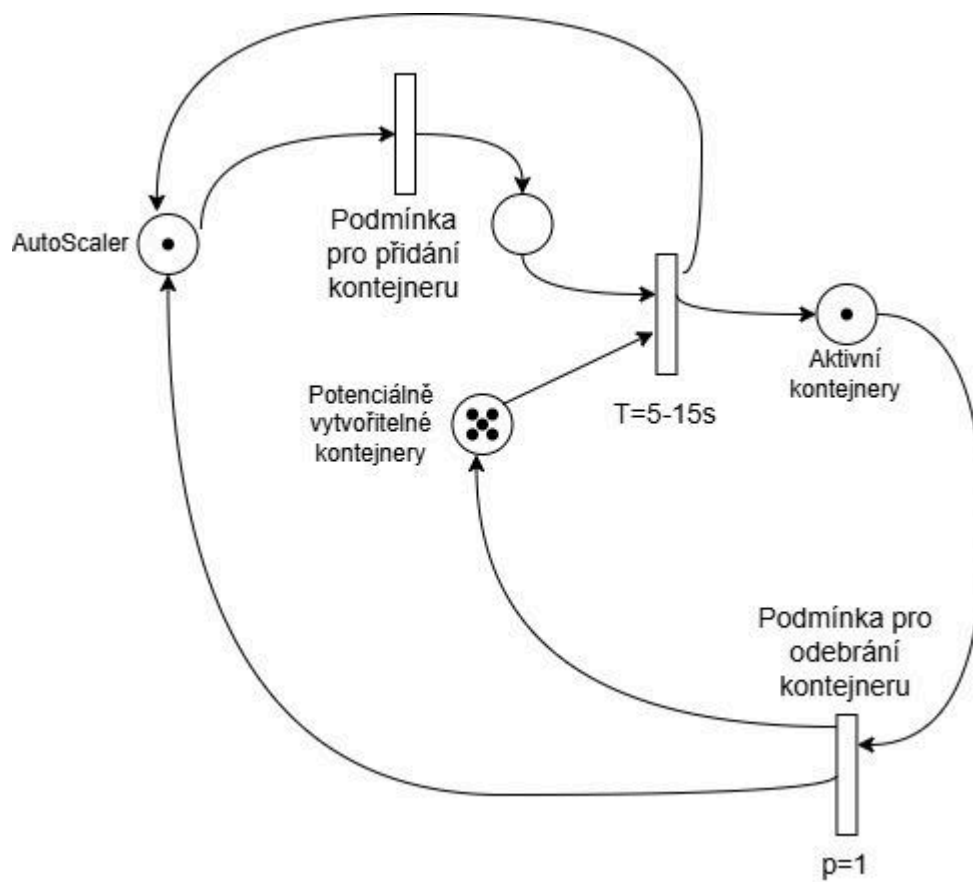 AutoScaler
Podmínka
pro přidání
kontejneru
Potenciálně
vytvořitelné
kontejnery
T=5-15s
Aktivní
kontejnery
Podmínka pro
odebrání
kontejneru
p=1